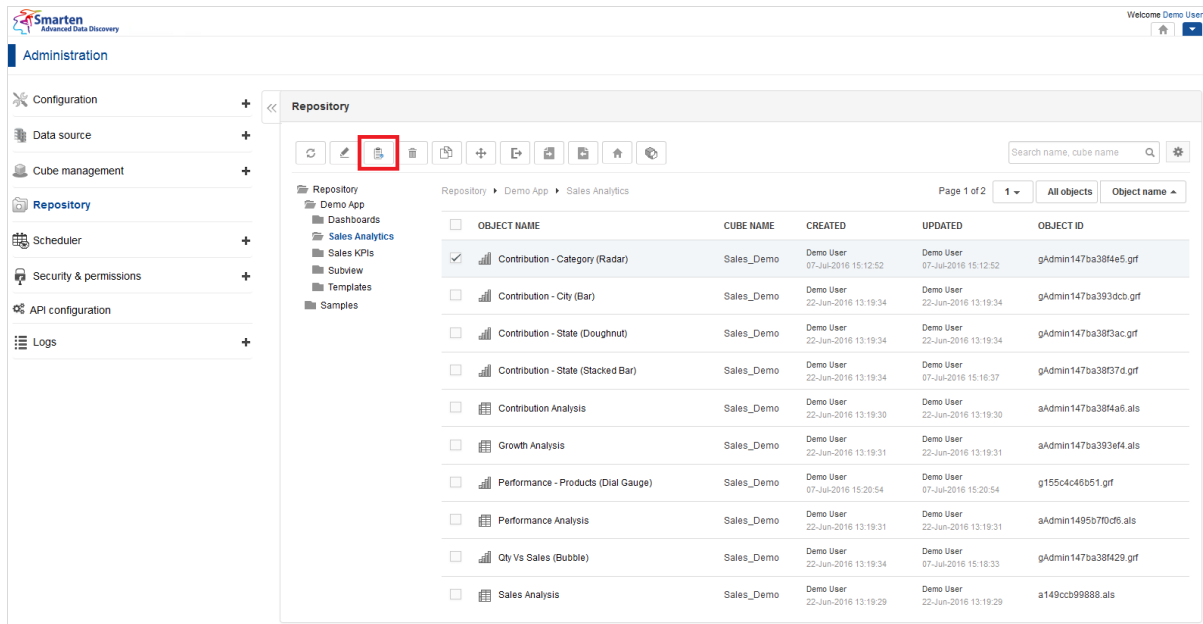 Smarten
Advanced Data Discovery
Welcome Demo User
Administration
Configuration
Data source
Cube management
Repository
Scheduler
Security & permissions
API configuration
Logs
Repository
Search name, cube name
Repository
Demo App
Dashboards
Sales Analytics
Sales KPIs
Subview
Templates
Samples
Repository Demo App Sales Analytics
Page 1 of 2 1 All objects Object name
OBJECT NAME CUBE NAME CREATED UPDATED OBJECT ID
Contribution - Category (Radar) Sales_Demo Demo User 07-Jul-2016 15:12:52 Demo User 07-Jul-2016 15:12:52 gAdmin147ba38f4e5.grf
Contribution - City (Bar) Sales_Demo Demo User 22-Jun-2016 13:19:34 Demo User 22-Jun-2016 13:19:34 gAdmin147ba393dcb.grf
Contribution - State (Doughnut) Sales_Demo Demo User 22-Jun-2016 13:19:34 Demo User 22-Jun-2016 13:19:34 gAdmin147ba38f3ac.grf
Contribution - State (Stacked Bar) Sales_Demo Demo User 22-Jun-2016 13:19:34 Demo User 07-Jul-2016 15:16:37 gAdmin147ba38f37d.grf
Contribution Analysis Sales_Demo Demo User 22-Jun-2016 13:19:30 Demo User 22-Jun-2016 13:19:30 aAdmin147ba38f4a6.als
Growth Analysis Sales_Demo Demo User 22-Jun-2016 13:19:31 Demo User 22-Jun-2016 13:19:31 aAdmin147ba393ef4.als
Performance - Products (Dial Gauge) Sales_Demo Demo User 07-Jul-2016 15:20:54 Demo User 07-Jul-2016 15:20:54 g155c4c46b51.grf
Performance Analysis Sales_Demo Demo User 22-Jun-2016 13:19:31 Demo User 22-Jun-2016 13:19:31 aAdmin1495b7f0cf6.als
Qty Vs Sales (Bubble) Sales_Demo Demo User 22-Jun-2016 13:19:34 Demo User 07-Jul-2016 15:18:33 gAdmin147ba38f429.grf
Sales Analysis Sales_Demo Demo User 22-Jun-2016 13:19:29 Demo User 22-Jun-2016 13:19:29 a149ccb99888.als